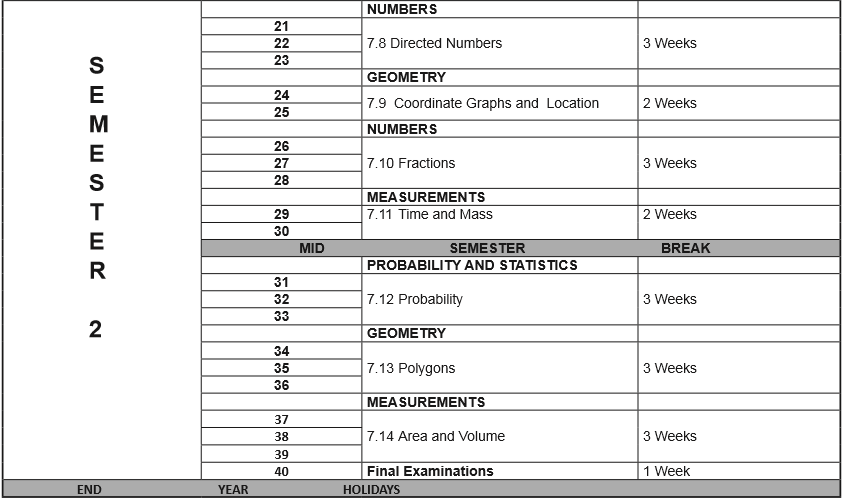 SEMESTER 2
NUMBERS
21
22 7.8 Directed Numbers 3 Weeks
23
GEOMETRY
24
7.9 Coordinate Graphs and Location 2 Weeks
25
NUMBERS
26
27 7.10 Fractions 3 Weeks
28
MEASUREMENTS
29 7.11 Time and Mass 2 Weeks
30
MID SEMESTER BREAK
PROBABILITY AND STATISTICS
31
32 7.12 Probability 3 Weeks
33
GEOMETRY
34
35 7.13 Polygons 3 Weeks
36
MEASUREMENTS
37
38 7.14 Area and Volume 3 Weeks
39
40 Final Examinations 1 Week
END YEAR HOLIDAYS